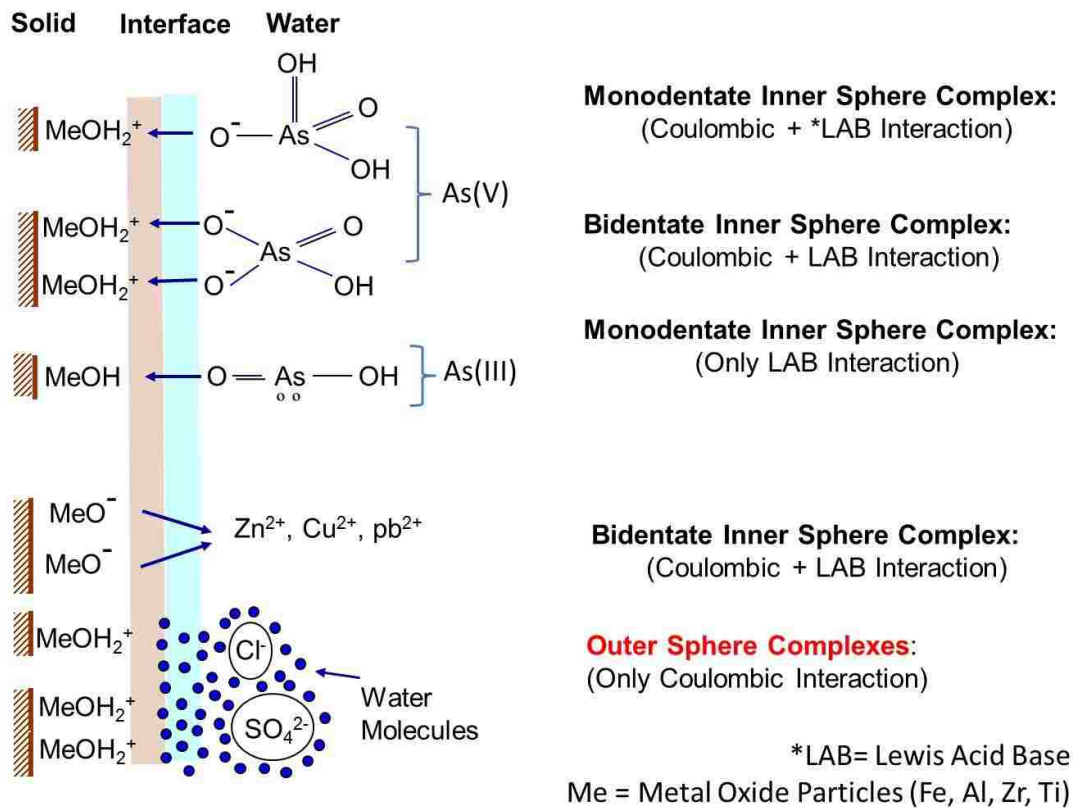 Solid Interface Water
OH
MeOH₂⁺ O⁻ As O
OH
As(V)
Monodentate Inner Sphere Complex:
(Coulombic + *LAB Interaction)
MeOH₂⁺ O⁻ As O
MeOH₂⁺ O⁻ OH
Bidentate Inner Sphere Complex:
(Coulombic + LAB Interaction)
MeOH O As OH As(III)
Monodentate Inner Sphere Complex:
(Only LAB Interaction)
MeO⁻
MeO⁻
Zn²⁺, Cu²⁺, pb²⁺
Bidentate Inner Sphere Complex:
(Coulombic + LAB Interaction)
MeOH₂⁺
Cl⁻
MeOH₂⁺
MeOH₂⁺
SO₄²⁻
Water
Molecules
Outer Sphere Complexes:
(Only Coulombic Interaction)
*LAB= Lewis Acid Base
Me = Metal Oxide Particles (Fe, Al, Zr, Ti)